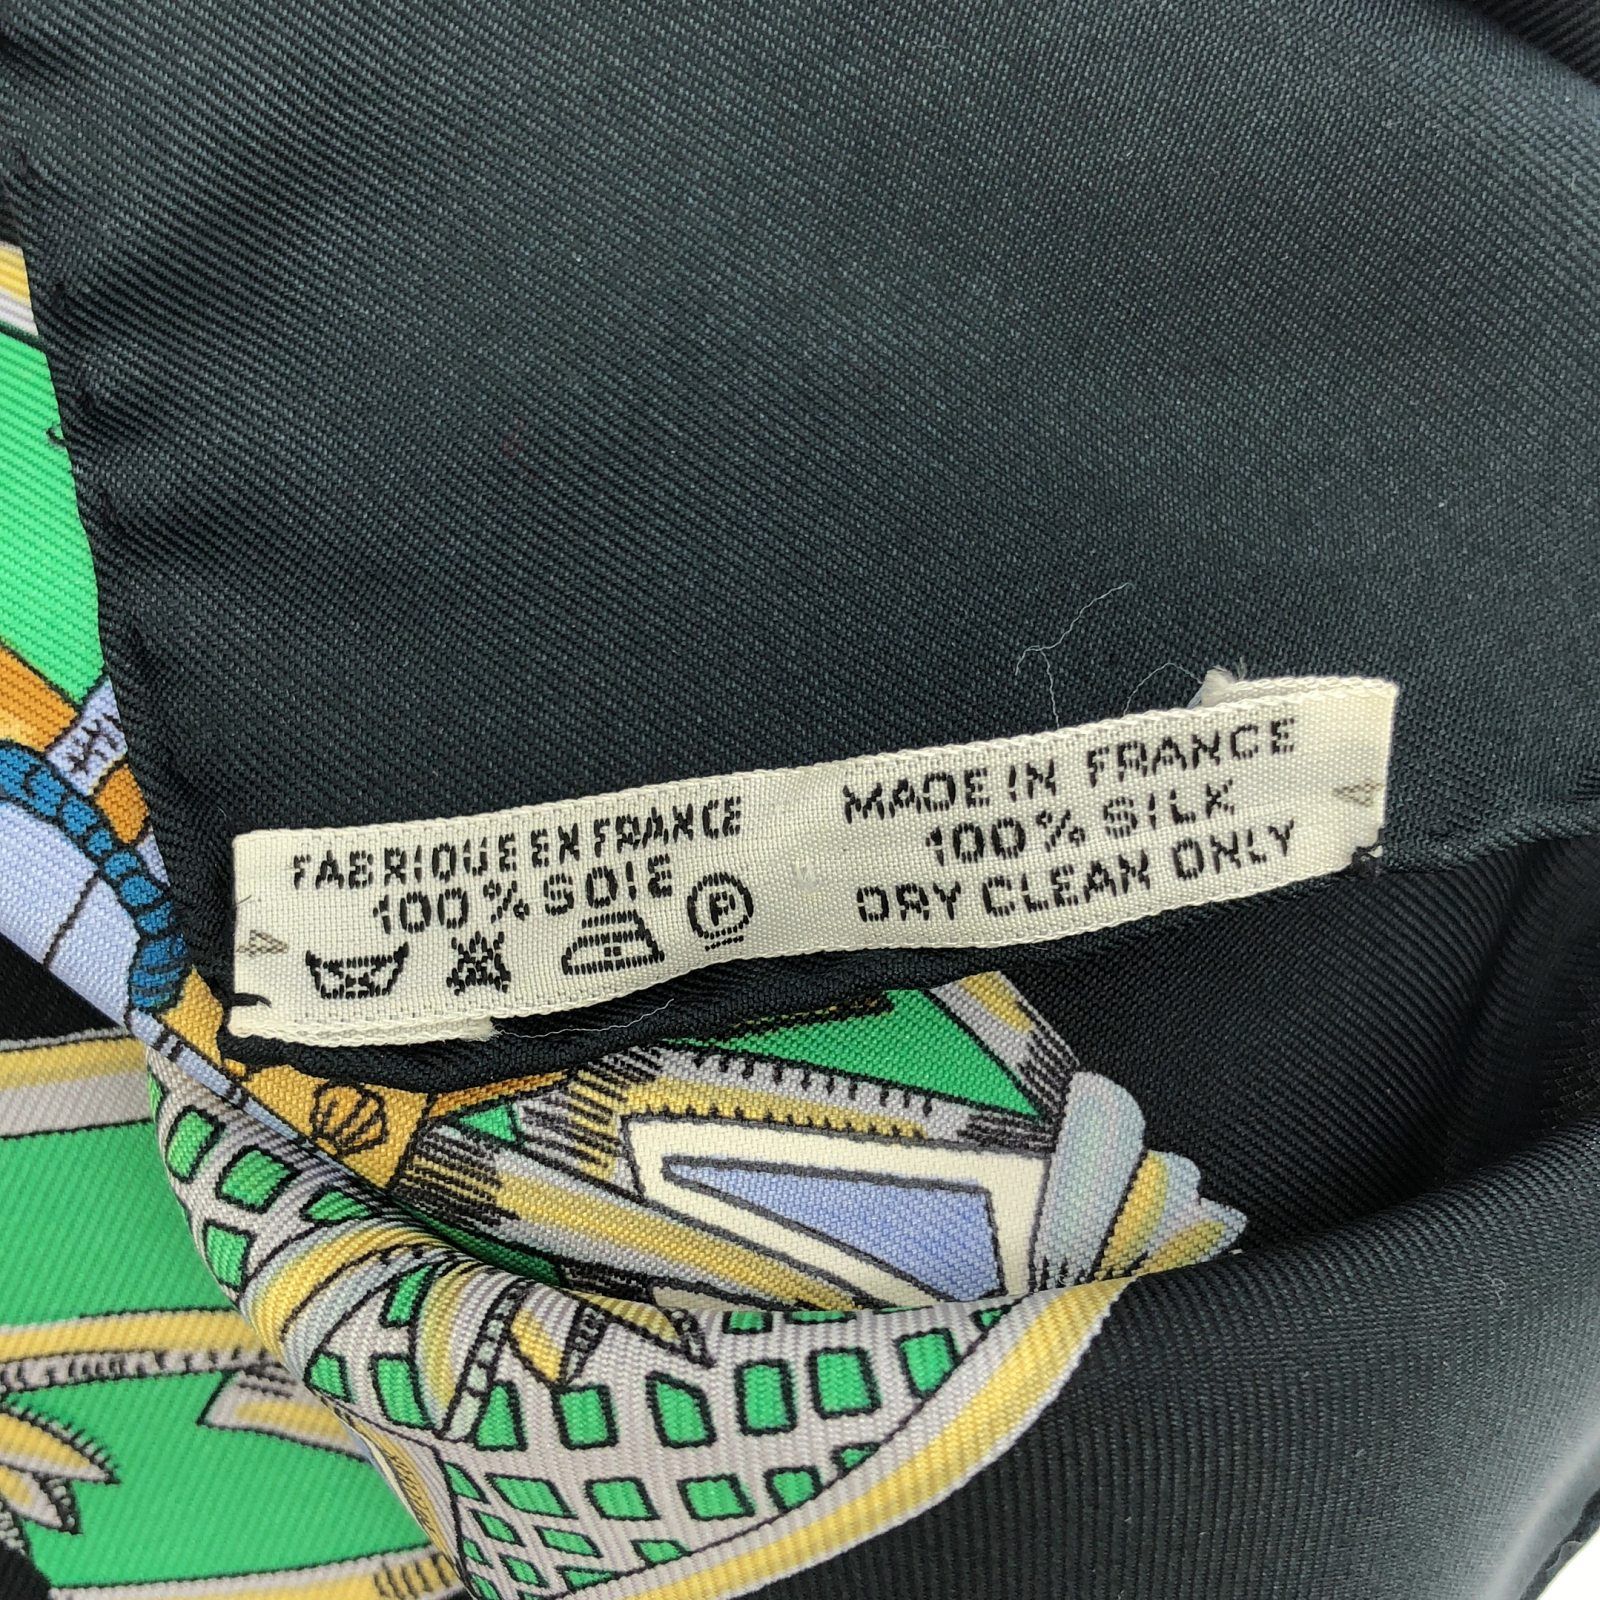 FABRIQUE EN FRANCE
100% SOIE
P
MADE IN FRANCE
100% SILK
DRY CLEAN ONLY
A
A